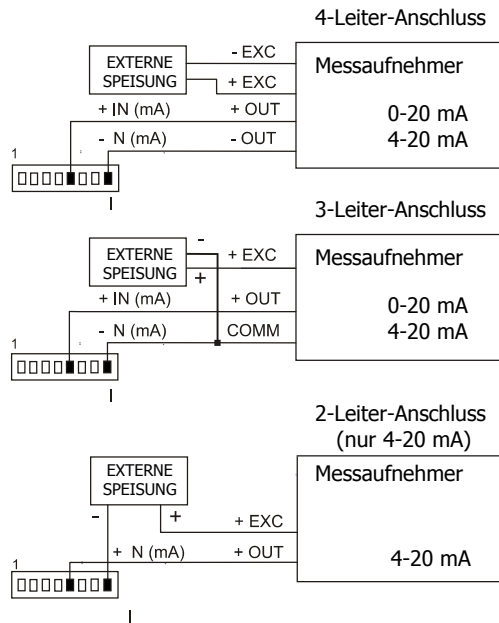 4-Leiter-Anschluss
EXTERNE
SPEISUNG
- EXC
+ EXC
Messaufnehmer
+ IN (mA)
+ OUT
0-20 mA
- N (mA)
- OUT
4-20 mA
1
3-Leiter-Anschluss
EXTERNE
SPEISUNG
-
+
+ EXC
Messaufnehmer
+ IN (mA)
+ OUT
0-20 mA
- N (mA)
COMM
4-20 mA
1
2-Leiter-Anschluss
(nur 4-20 mA)
EXTERNE
SPEISUNG
Messaufnehmer
-
+
+ EXC
+ N (mA)
+ OUT
4-20 mA
1